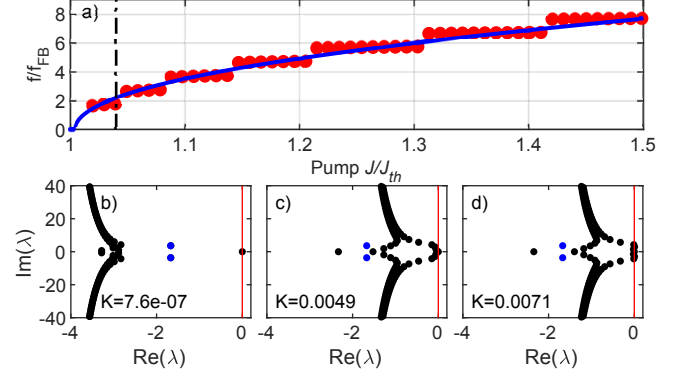 a)
8
6
4
2
0
f/f_FB
1
1.1
1.2
1.3
1.4
1.5
Pump J/J_th
40
20
0
-20
-40
Im(λ)
b)
K=7.6e-07
-4
-2
0
Re(λ)
c)
K=0.0049
-4
-2
0
Re(λ)
d)
K=0.0071
-4
-2
0
Re(λ)